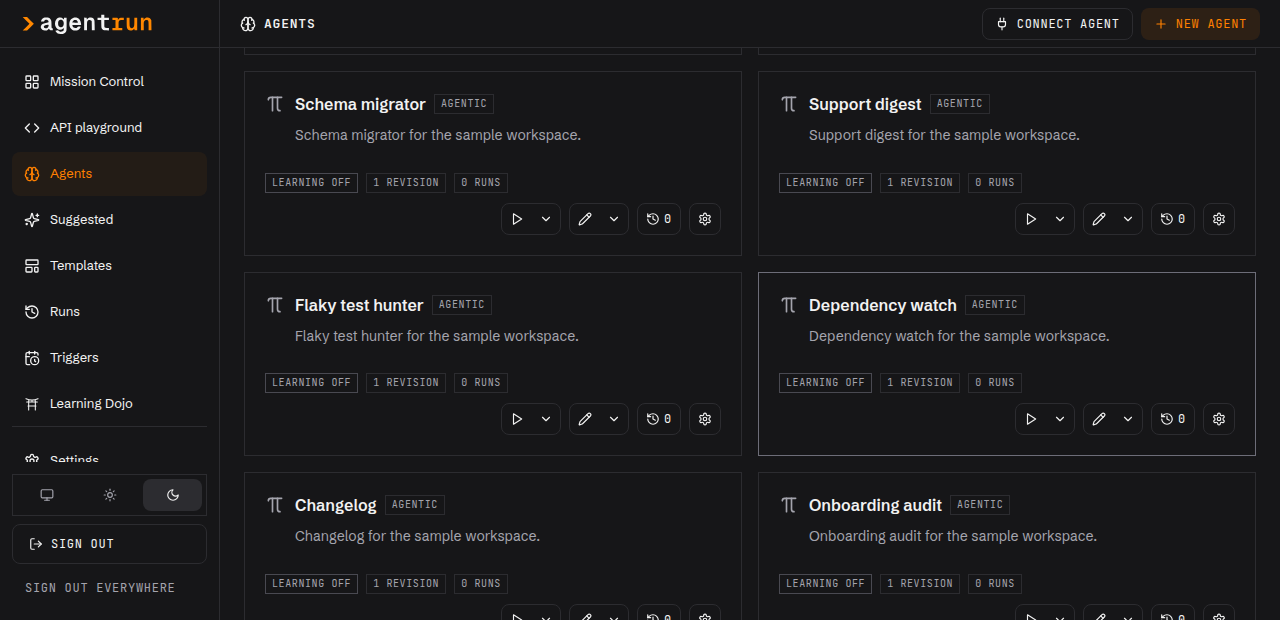 agentrun
AGENTS
CONNECT AGENT
NEW AGENT
Mission Control
API playground
Agents
Suggested
Templates
Runs
Triggers
Learning Dojo
Settings
SIGN OUT
SIGN OUT EVERYWHERE
Schema migrator AGENTIC
Schema migrator for the sample workspace.
LEARNING OFF 1 REVISION 0 RUNS
0
Support digest AGENTIC
Support digest for the sample workspace.
LEARNING OFF 1 REVISION 0 RUNS
0
Flaky test hunter AGENTIC
Flaky test hunter for the sample workspace.
LEARNING OFF 1 REVISION 0 RUNS
0
Dependency watch AGENTIC
Dependency watch for the sample workspace.
LEARNING OFF 1 REVISION 0 RUNS
0
Changelog AGENTIC
Changelog for the sample workspace.
LEARNING OFF 1 REVISION 0 RUNS
0
Onboarding audit AGENTIC
Onboarding audit for the sample workspace.
LEARNING OFF 1 REVISION 0 RUNS
0